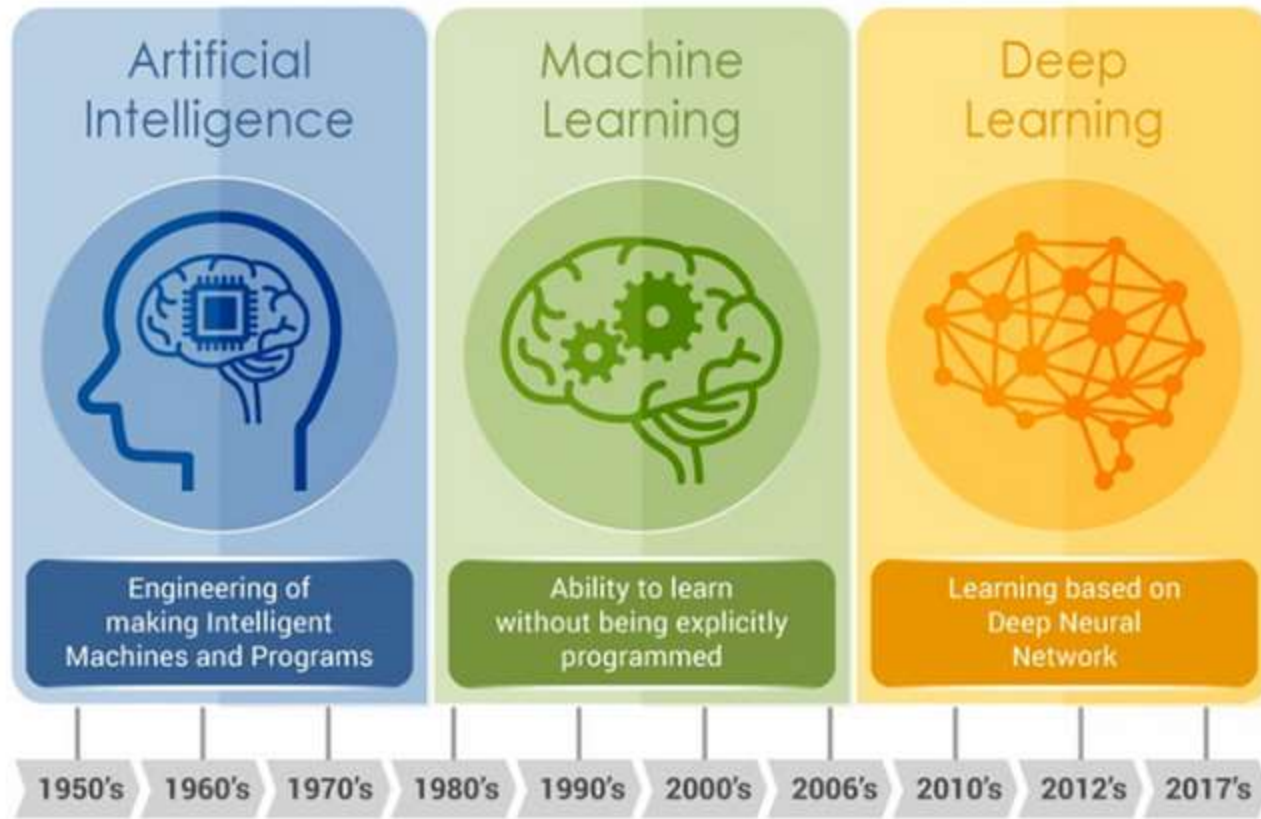 Artificial
Intelligence
Engineering of
making Intelligent
Machines and Programs
Machine
Learning
Ability to learn
without being explicitly
programmed
Deep
Learning
Learning based on
Deep Neural
Network
1950's 1960's 1970's 1980's 1990's 2000's 2006's 2010's 2012's 2017's